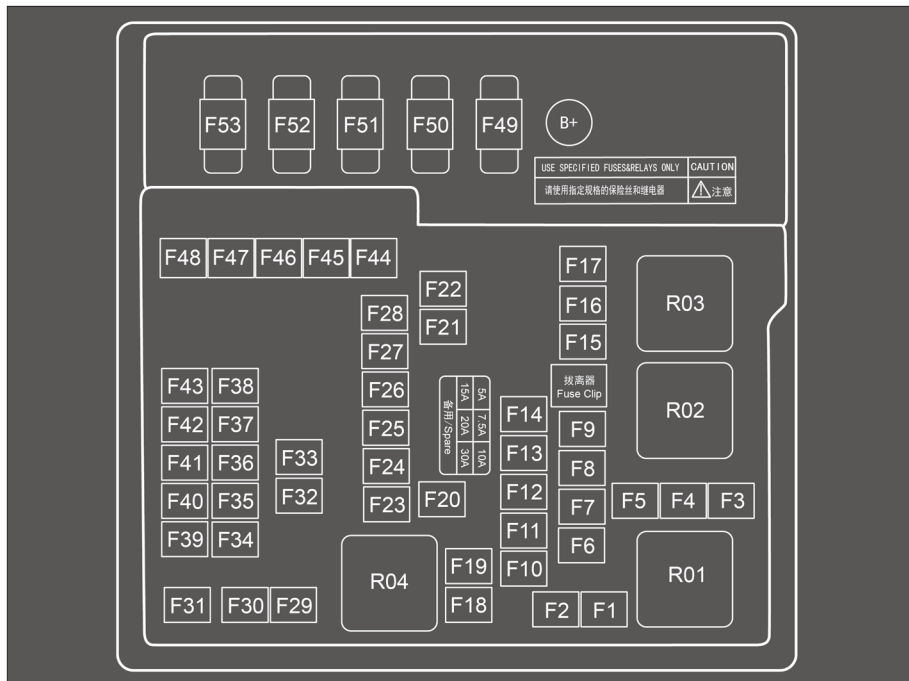 F53 F52 F51 F50 F49 B+
USE SPECIFIED FUSES&RELAYS ONLY CAUTION
请使用指定规格的保险丝和继电器 注意
F48 F47 F46 F45 F44
F17
F22
F16
R03
F28
F21
F15
F27
拔离器
Fuse Clip
F43 F38
F26
5A 7.5A 10A
15A 20A 30A
备用/Spare
F14
R02
F42 F37
F25
F9
F41 F36
F33
F24
F13
F8
F40 F35
F32
F23
F20
F12
F7
F5 F4 F3
F39 F34
F11
F6
R04
F19
F10
R01
F31
F30 F29
F18
F2 F1